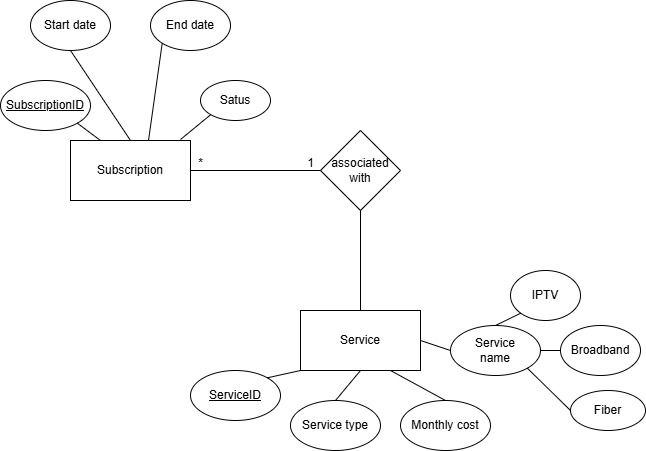 Start date
End date
SubscriptionID
Satus
Subscription
*
1
associated
with
IPTV
Service
Service
name
Broadband
ServiceID
Service type
Monthly cost
Fiber